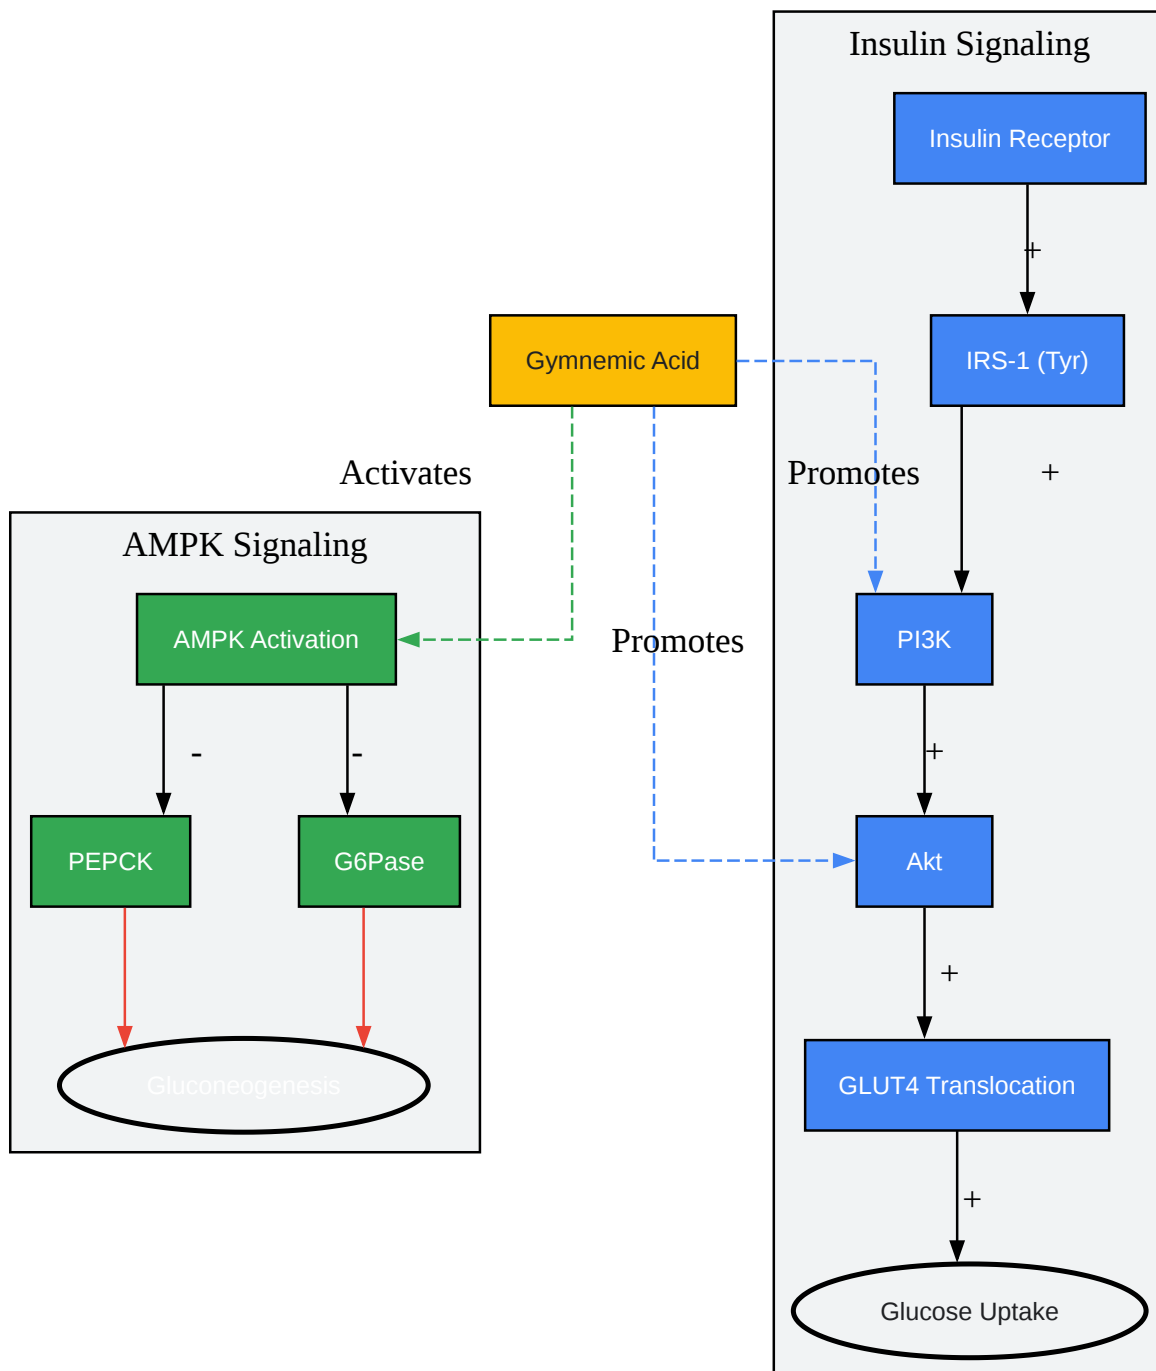 Insulin Signaling
Insulin Receptor
+
Gymnemic Acid
IRS-1 (Tyr)
Activates
Promotes
+
AMPK Signaling
AMPK Activation
Promotes
PI3K
-
-
+
PEPCK
G6Pase
Akt
+
Gluconeogenesis
GLUT4 Translocation
+
Glucose Uptake